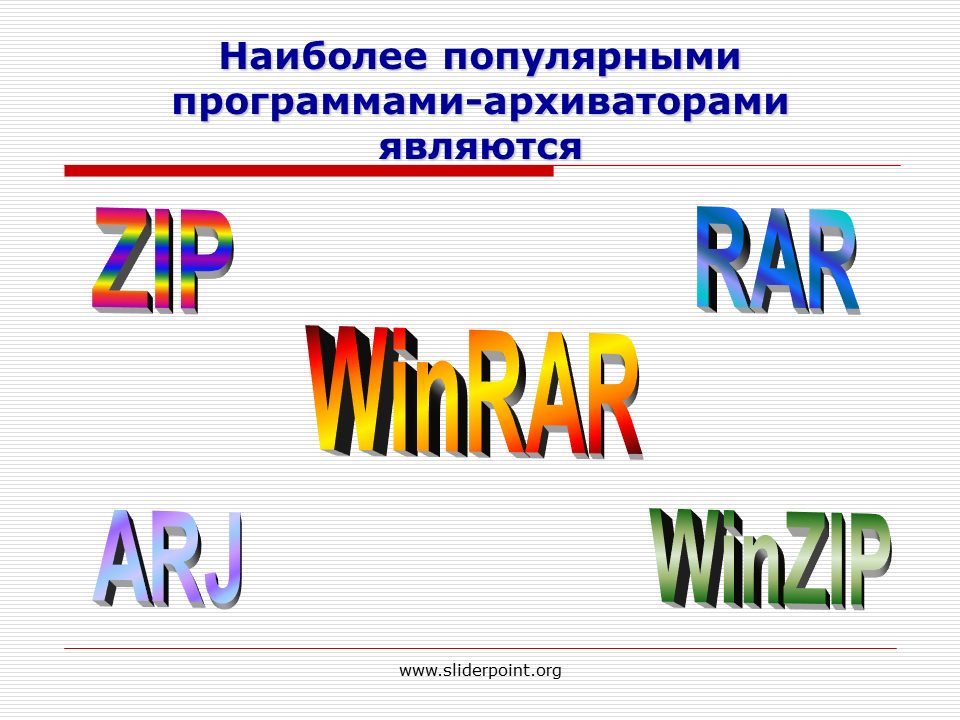 Наиболее популярными
программами-архиваторами
являются
ZIP
RAR
WinRAR
ARJ
WinZIP
www.sliderpoint.org